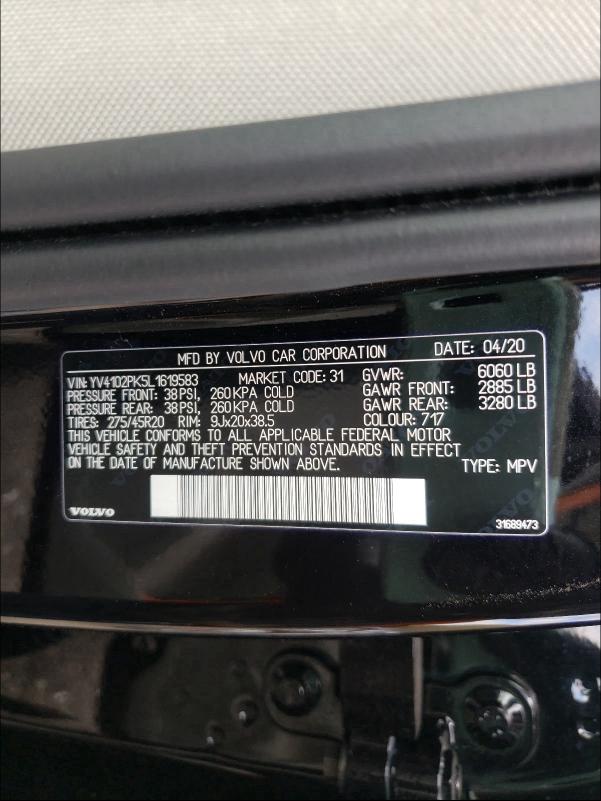 MFD BY VOLVO CAR CORPORATION DATE: 04/20
VIN: YV4102PK5L1619583 MARKET CODE: 31 GVWR: 6060 LB
PRESSURE FRONT: 38 PSI, 260 KPA COLD GAWR FRONT: 2885 LB
PRESSURE REAR: 38 PSI, 260 KPA COLD GAWR REAR: 3280 LB
TIRES: 275/45R20 RIM: 9Jx20x38.5 COLOUR: 717
THIS VEHICLE CONFORMS TO ALL APPLICABLE FEDERAL MOTOR
VEHICLE SAFETY AND THEFT PREVENTION STANDARDS IN EFFECT
ON THE DATE OF MANUFACTURE SHOWN ABOVE. TYPE: MPV
VOLVO 31689473